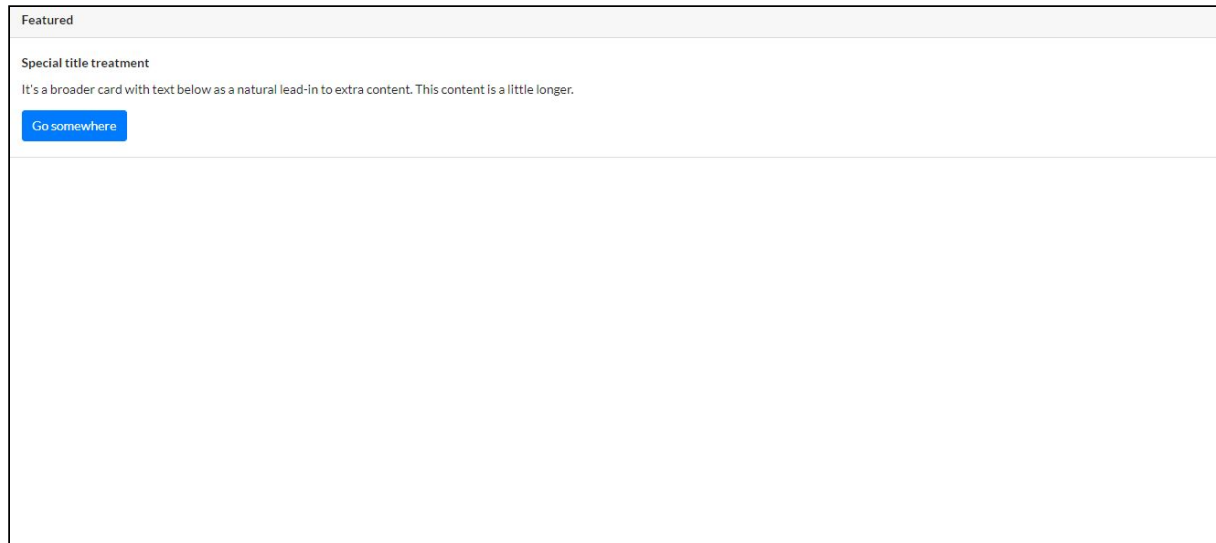 Featured
Special title treatment
It's a broader card with text below as a natural lead-in to extra content. This content is a little longer.
Go somewhere